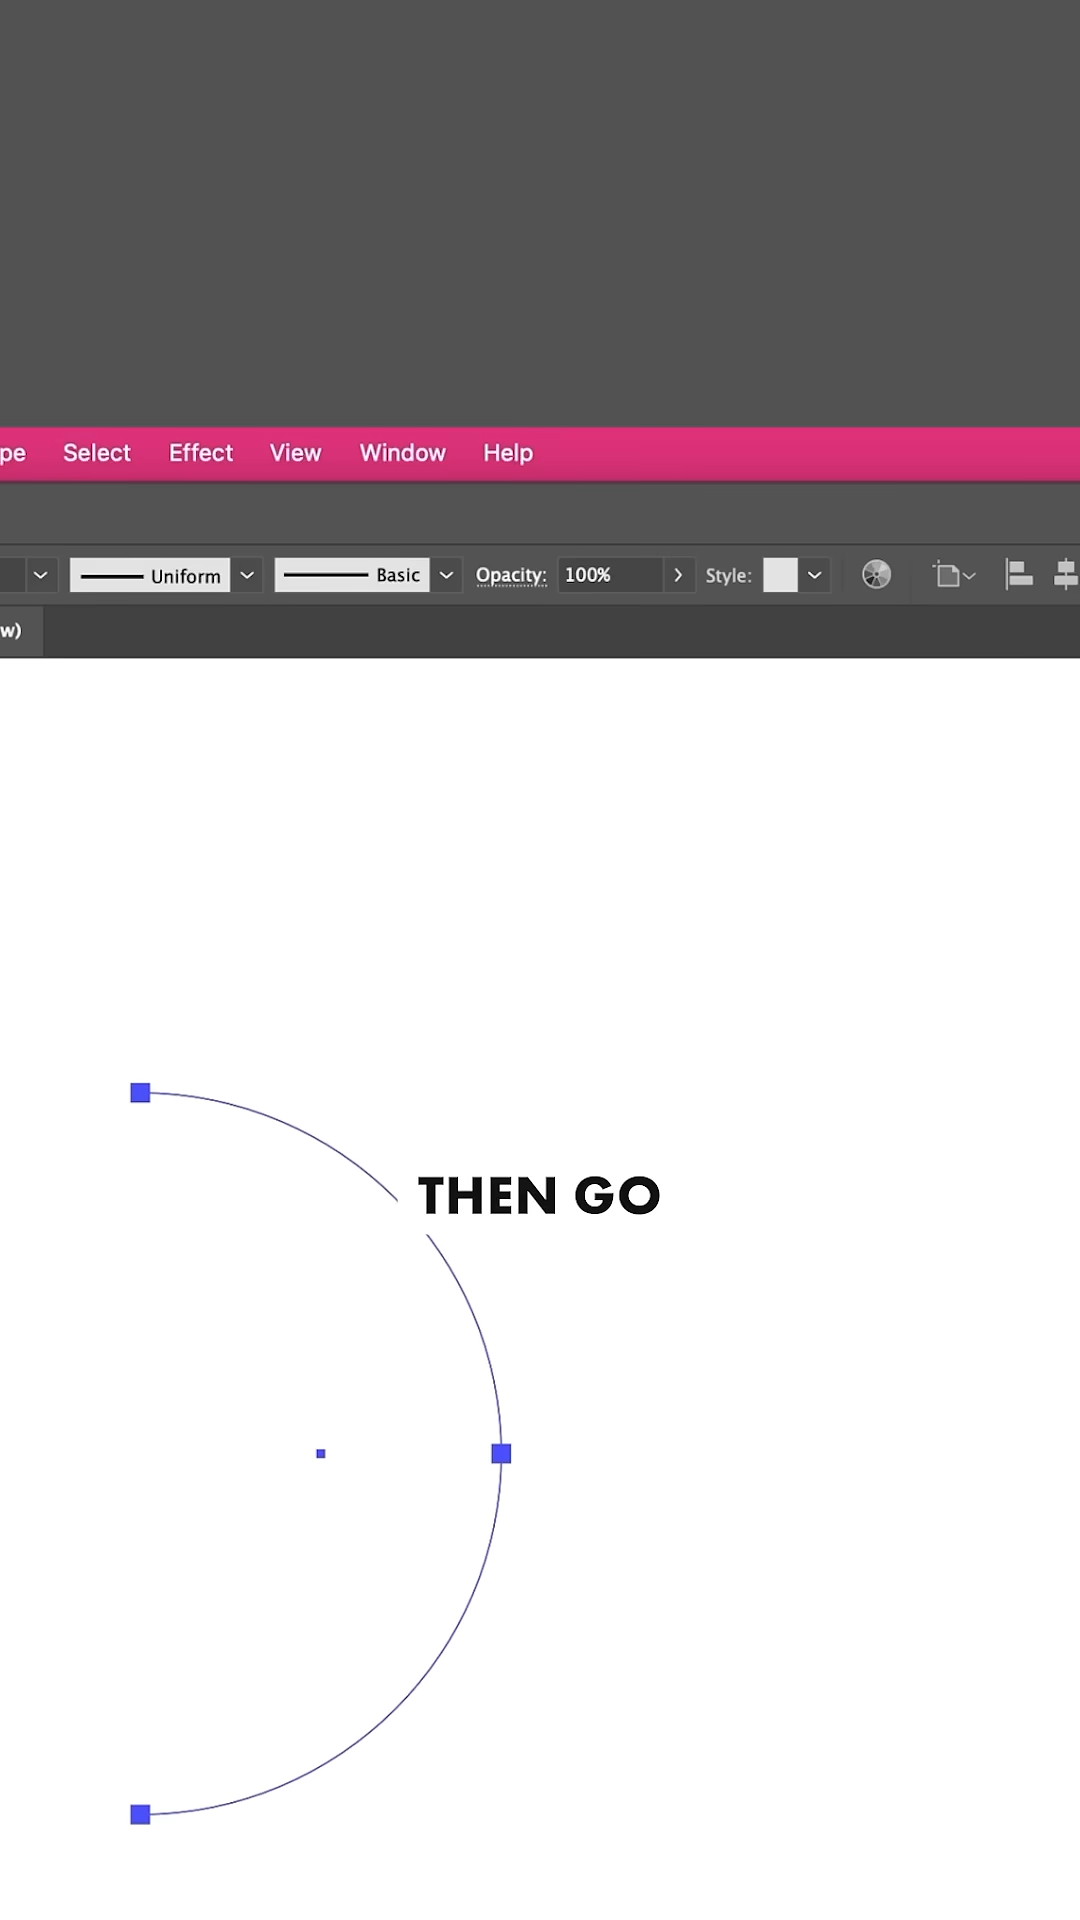 pe Select Effect View Window Help
Uniform Basic Opacity: 100% Style:
w)
THEN GO